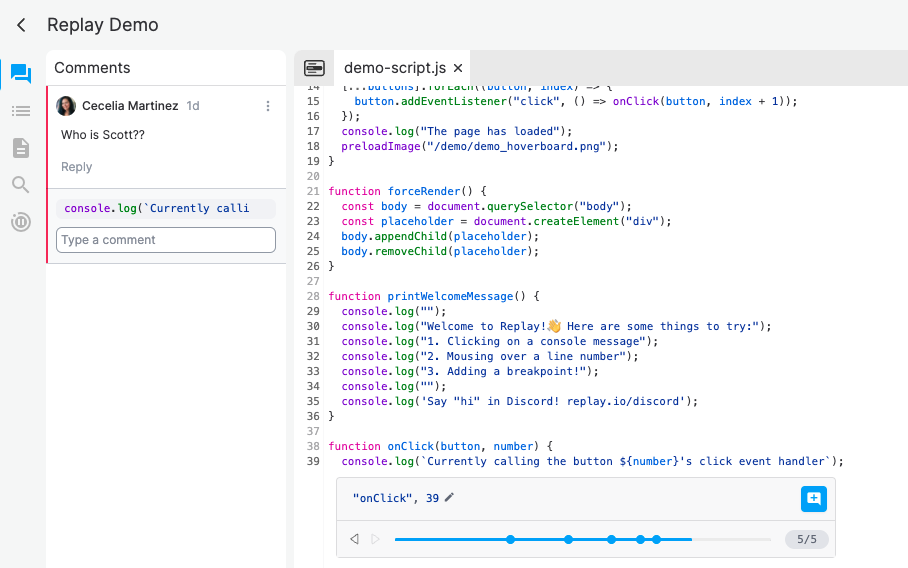 Replay Demo
Comments
Cecelia Martinez 1d
Who is Scott??
Reply
console.log(`Currently calli
Type a comment
demo-script.js
14 [...buttons].forEach((button, index) => {
15 button.addEventListener("click", () => onClick(button, index + 1));
16 });
17 console.log("The page has loaded");
18 preloadImage("/demo/demo_hoverboard.png");
19 }
20
21 function forceRender() {
22 const body = document.querySelector("body");
23 const placeholder = document.createElement("div");
24 body.appendChild(placeholder);
25 body.removeChild(placeholder);
26 }
27
28 function printWelcomeMessage() {
29 console.log("");
30 console.log("Welcome to Replay!👋 Here are some things to try:");
31 console.log("1. Clicking on a console message");
32 console.log("2. Mousing over a line number");
33 console.log("3. Adding a breakpoint!");
34 console.log("");
35 console.log('Say "hi" in Discord! replay.io/discord');
36 }
37
38 function onClick(button, number) {
39 console.log(`Currently calling the button ${number}'s click event handler`);
"onClick", 39
5/5